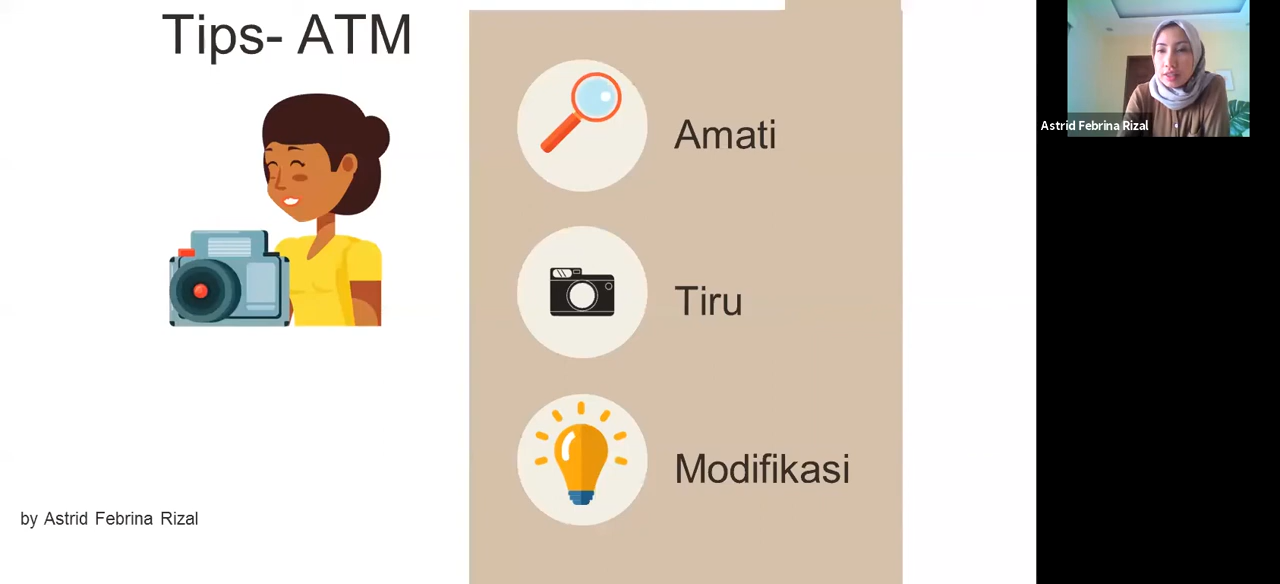 Tips- ATM
Amati
Tiru
Modifikasi
by Astrid Febrina Rizal
Astrid Febrina Rizal